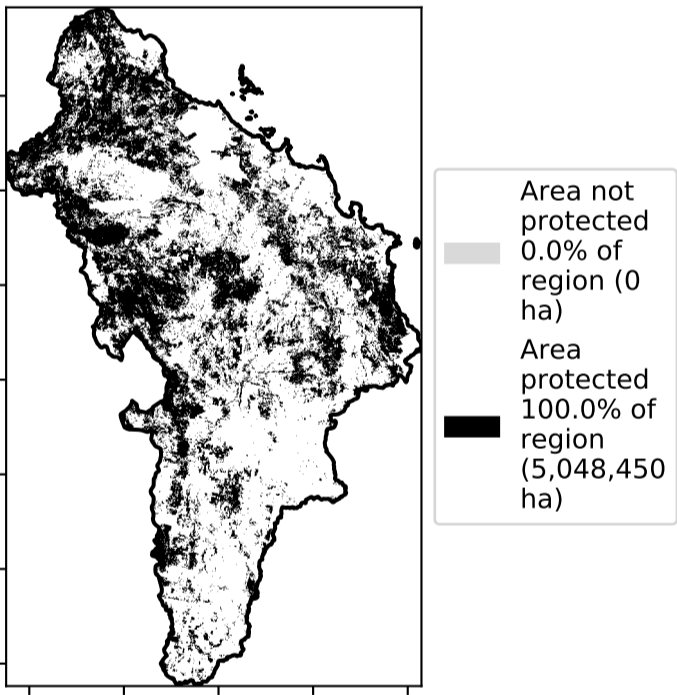 Area not
protected
0.0% of
region (0
ha)
Area
protected
100.0% of
region
(5,048,450
ha)